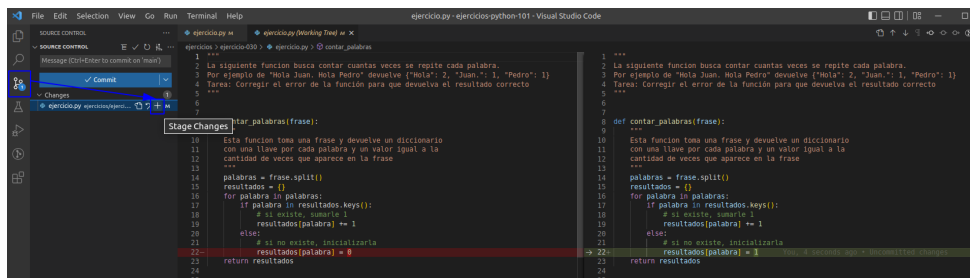 File Edit Selection View Go Run Terminal Help
ejercicio.py - ejercicios-python-101 - Visual Studio Code
SOURCE CONTROL
SOURCE CONTROL
Message (Ctrl+Enter to commit on 'main')
Commit
Changes 1
ejercicio.py ejercicios/ejerci... M
Stage Changes
ejercicio.py M ejercicio.py (Working Tree) M
ejercicios > ejercicio-030 > ejercicio.py > contar_palabras
1 """
2 La siguiente funcion busca contar cuantas veces se repite cada palabra.
3 Por ejemplo de "Hola Juan. Hola Pedro" devuelve {"Hola": 2, "Juan.": 1, "Pedro": 1}
4 Tarea: Corregir el error de la función para que devuelva el resultado correcto
5 """
6
7
ntar_palabras(frase):
10 Esta funcion toma una frase y devuelve un diccionario
11 con una llave por cada palabra y un valor igual a la
12 cantidad de veces que aparece en la frase
13 """
14 palabras = frase.split()
15 resultados = {}
16 for palabra in palabras:
17 if palabra in resultados.keys():
18 # si existe, sumarle 1
19 resultados[palabra] += 1
20 else:
21 # si no existe, inicializarla
22- resultados[palabra] = 0
23 return resultados
24
1 """
2 La siguiente funcion busca contar cuantas veces se repite cada palabra.
3 Por ejemplo de "Hola Juan. Hola Pedro" devuelve {"Hola": 2, "Juan.": 1, "Pedro": 1}
4 Tarea: Corregir el error de la función para que devuelva el resultado correcto
5 """
6
7
8 def contar_palabras(frase):
9 """
10 Esta funcion toma una frase y devuelve un diccionario
11 con una llave por cada palabra y un valor igual a la
12 cantidad de veces que aparece en la frase
13 """
14 palabras = frase.split()
15 resultados = {}
16 for palabra in palabras:
17 if palabra in resultados.keys():
18 # si existe, sumarle 1
19 resultados[palabra] += 1
20 else:
21 # si no existe, inicializarla
22+ resultados[palabra] = 1 You, 4 seconds ago • Uncommitted changes
23 return resultados
24